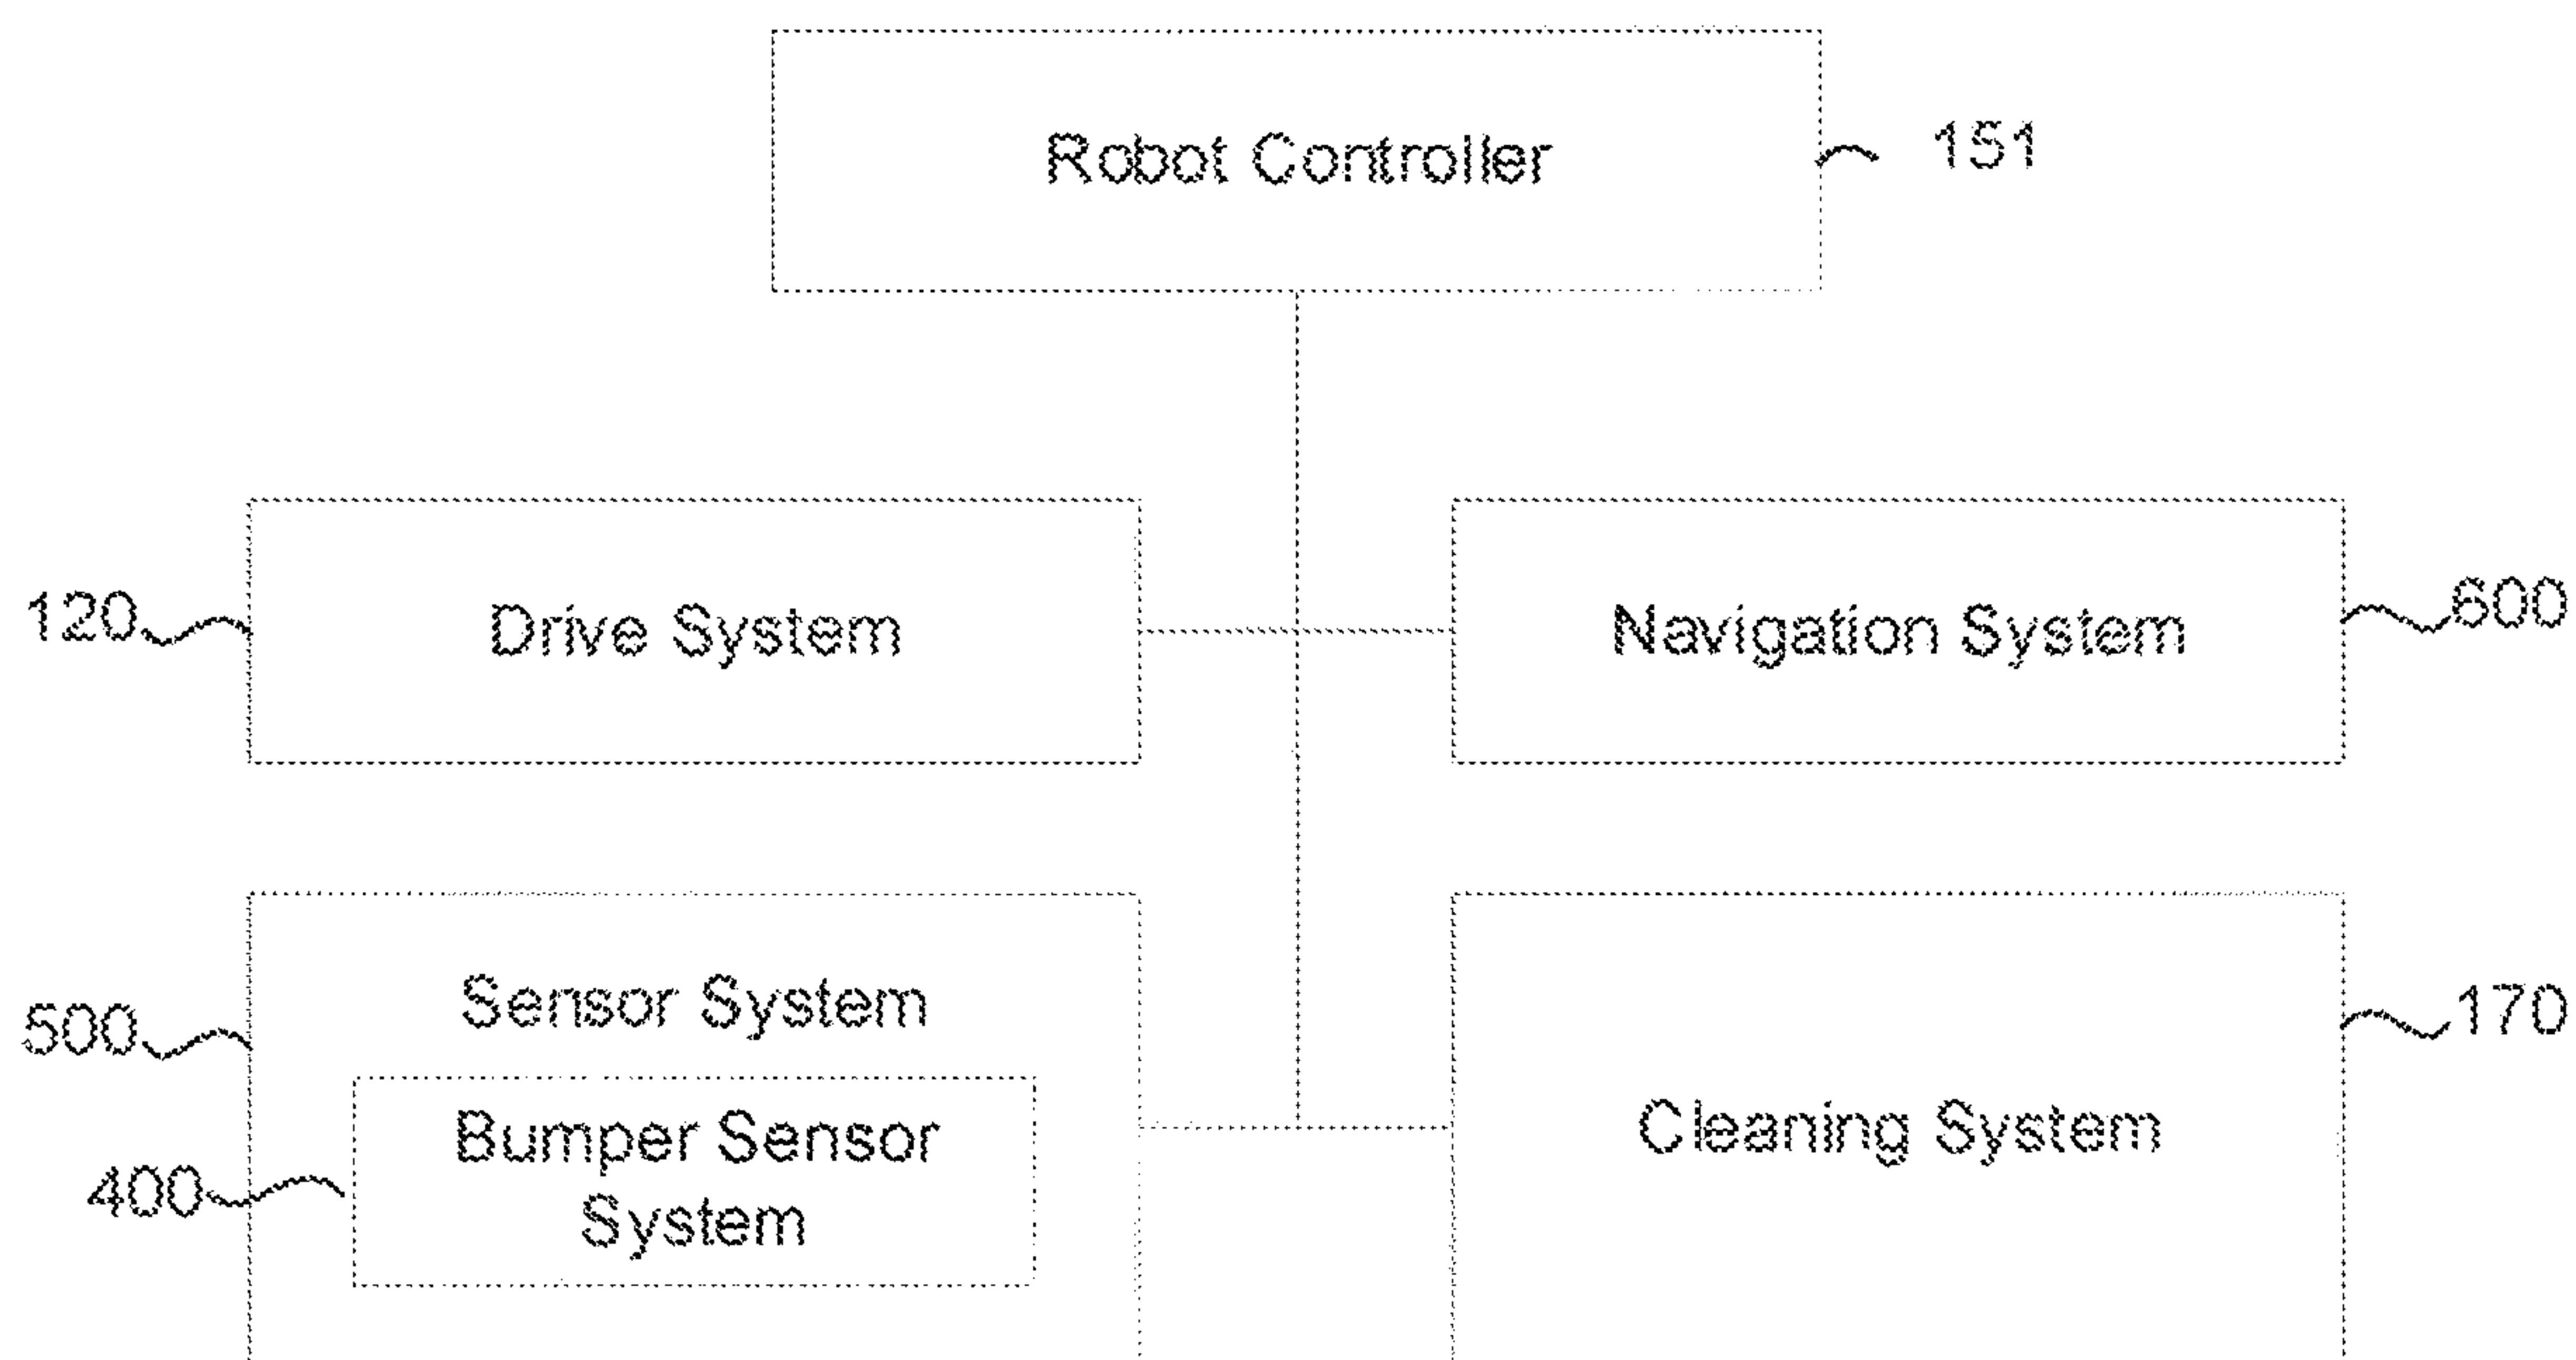 Robot Controller
151
120
Drive System
Navigation System
600
500
Sensor System
170
Bumper Sensor
System
400
Cleaning System